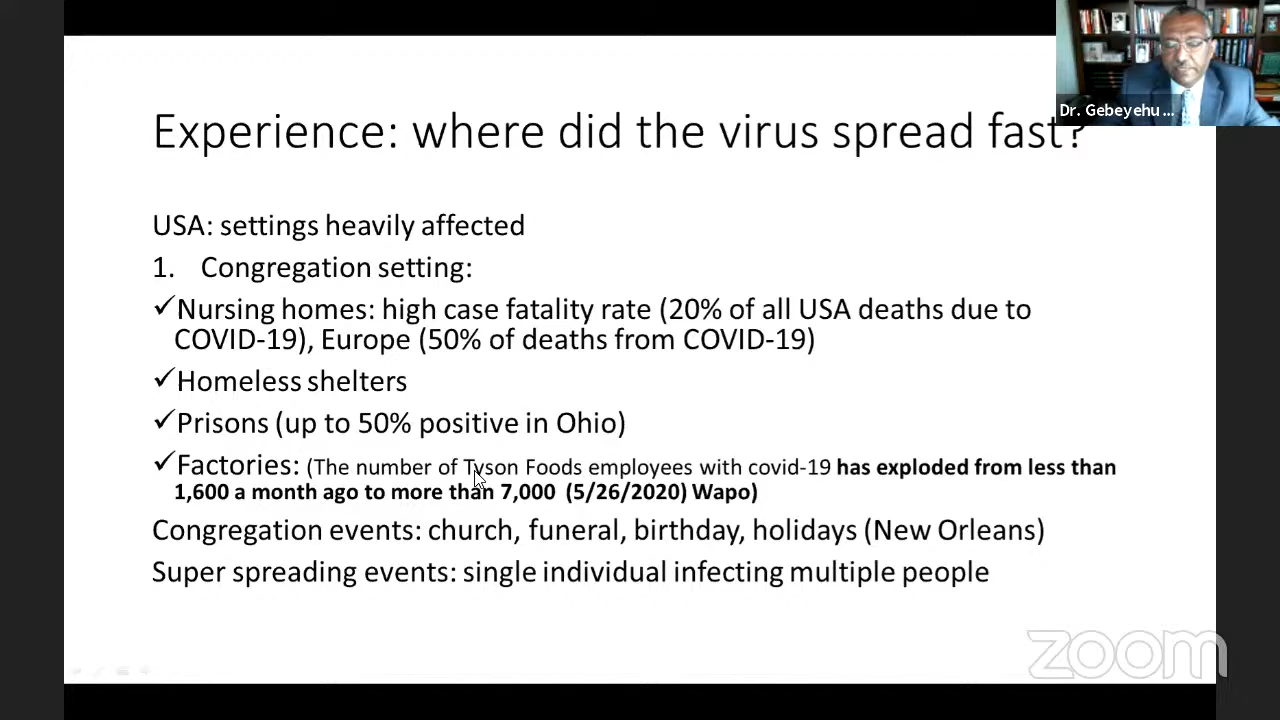 Dr. Gebeyehu ...
Experience: where did the virus spread fast?
USA: settings heavily affected
1. Congregation setting:
✓Nursing homes: high case fatality rate (20% of all USA deaths due to
COVID-19), Europe (50% of deaths from COVID-19)
✓Homeless shelters
✓Prisons (up to 50% positive in Ohio)
✓Factories: (The number of Tyson Foods employees with covid-19 has exploded from less than
1,600 a month ago to more than 7,000 (5/26/2020) Wapo)
Congregation events: church, funeral, birthday, holidays (New Orleans)
Super spreading events: single individual infecting multiple people
zoom